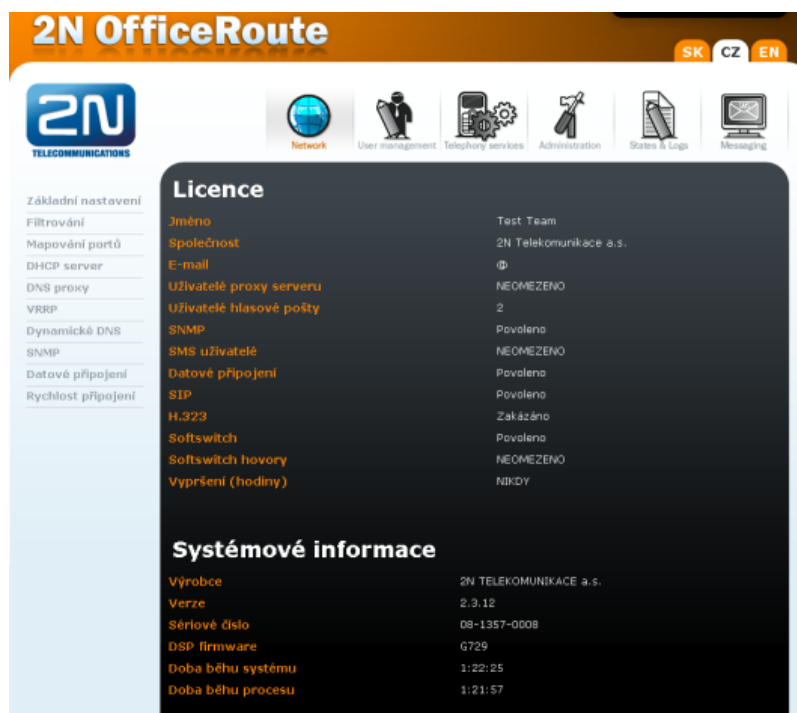 2N OfficeRoute
SK CZ EN
2N
TELECOMMUNICATIONS
Network User management Telephony services Administration States & Logs Messaging
Základní nastavení
Filtrování
Mapování portů
DHCP server
DNS proxy
VRRP
Dynamické DNS
SNMP
Datové připojení
Rychlost připojení
Licence
Jméno Test Team
Společnost 2N Telekomunikace a.s.
E-mail @
Uživatelé proxy serveru NEOMEZENO
Uživatelé hlasové pošty 2
SNMP Povoleno
SMS uživatelé NEOMEZENO
Datové připojení Povoleno
SIP Povoleno
H.323 Zakázáno
Softswitch Povoleno
Softswitch hovory NEOMEZENO
Vypršení (hodiny) NIKDY
Systémové informace
Výrobce 2N TELEKOMUNIKACE a.s.
Verze 2.3.12
Sériové číslo 08-1357-0008
DSP firmware G729
Doba běhu systému 1:22:25
Doba běhu procesu 1:21:57